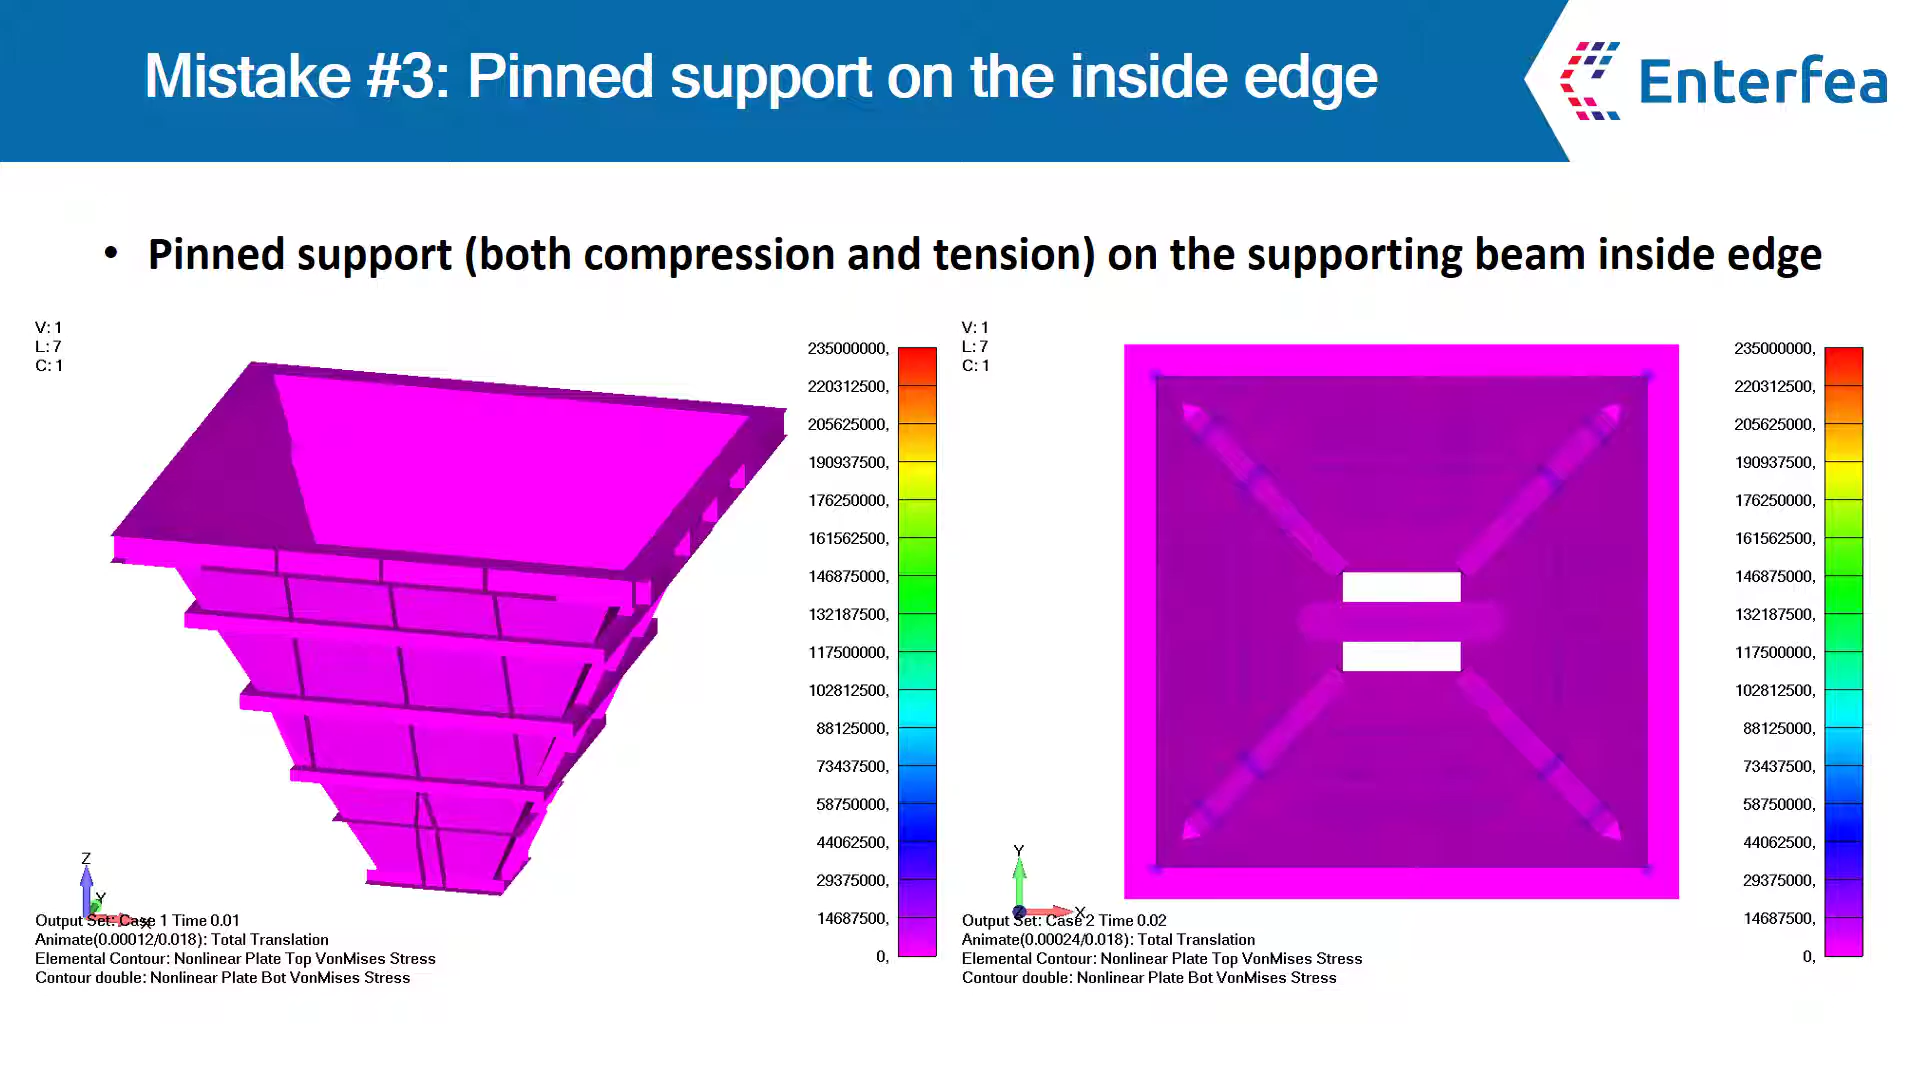 Mistake #3: Pinned support on the inside edge
Enterfea
• Pinned support (both compression and tension) on the supporting beam inside edge
V: 1
L: 7
C: 1
235000000,
220312500,
205625000,
190937500,
176250000,
161562500,
146875000,
132187500,
117500000,
102812500,
88125000,
73437500,
58750000,
44062500,
29375000,
14687500,
0,
Z
Y
X
Output Set: Case 1 Time 0.01
Animate(0.00012/0.018): Total Translation
Elemental Contour: Nonlinear Plate Top VonMises Stress
Contour double: Nonlinear Plate Bot VonMises Stress
V: 1
L: 7
C: 1
235000000,
220312500,
205625000,
190937500,
176250000,
161562500,
146875000,
132187500,
117500000,
102812500,
88125000,
73437500,
58750000,
44062500,
29375000,
14687500,
0,
Y
X
Output Set: Case 2 Time 0.02
Animate(0.00024/0.018): Total Translation
Elemental Contour: Nonlinear Plate Top VonMises Stress
Contour double: Nonlinear Plate Bot VonMises Stress